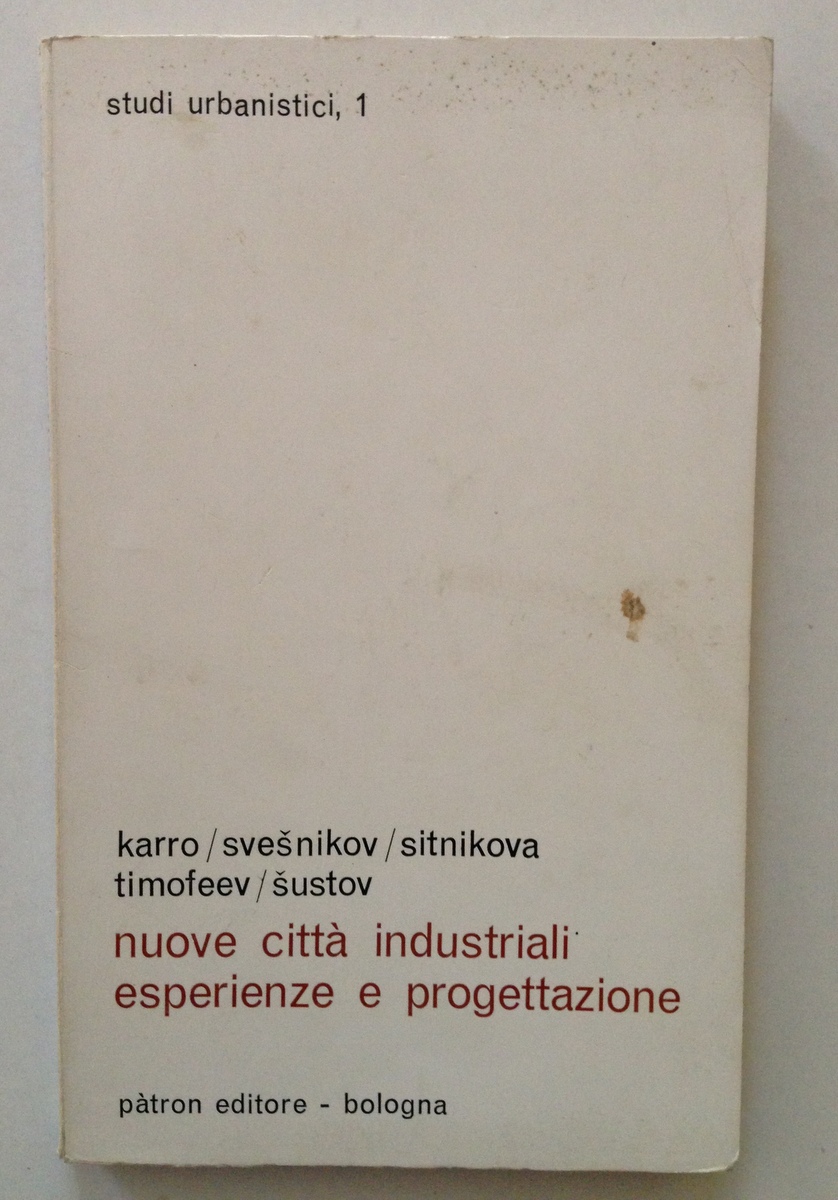 studi urbanistici, 1
karro/svešnikov/sitnikova
timofeev/šustov
nuove città industriali
esperienze e progettazione
pàtron editore - bologna